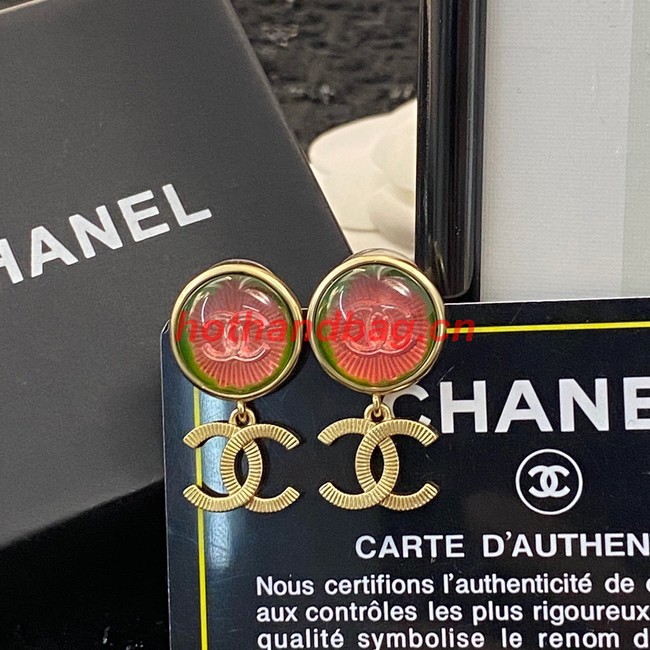 HANEL
hothandbag.cn
CHANE
CARTE D'AUTHEN
Nous certifions l'authenticité de
aux contrôles les plus rigoureux
qualité symbolise le renom d